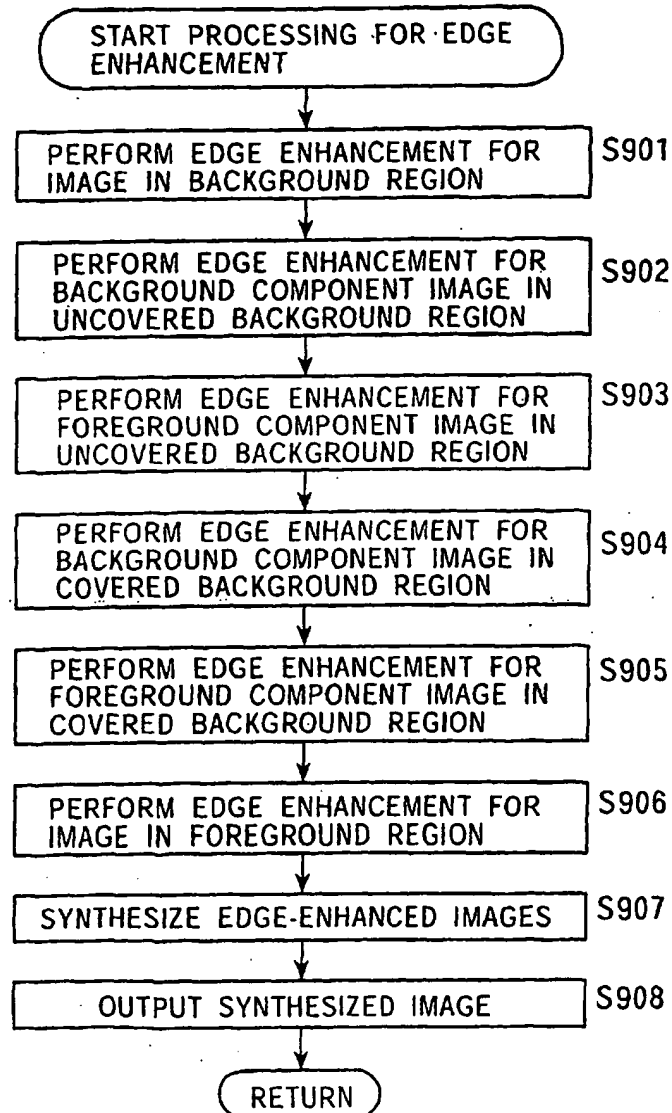 START PROCESSING FOR EDGE
ENHANCEMENT
PERFORM EDGE ENHANCEMENT FOR
IMAGE IN BACKGROUND REGION
S901
PERFORM EDGE ENHANCEMENT FOR
BACKGROUND COMPONENT IMAGE IN
UNCOVERED BACKGROUND REGION
S902
PERFORM EDGE ENHANCEMENT FOR
FOREGROUND COMPONENT IMAGE IN
UNCOVERED BACKGROUND REGION
S903
PERFORM EDGE ENHANCEMENT FOR
BACKGROUND COMPONENT IMAGE IN
COVERED BACKGROUND REGION
S904
PERFORM EDGE ENHANCEMENT FOR
FOREGROUND COMPONENT IMAGE IN
COVERED BACKGROUND REGION
S905
PERFORM EDGE ENHANCEMENT FOR
IMAGE IN FOREGROUND REGION
S906
SYNTHESIZE EDGE-ENHANCED IMAGES
S907
OUTPUT SYNTHESIZED IMAGE
S908
RETURN